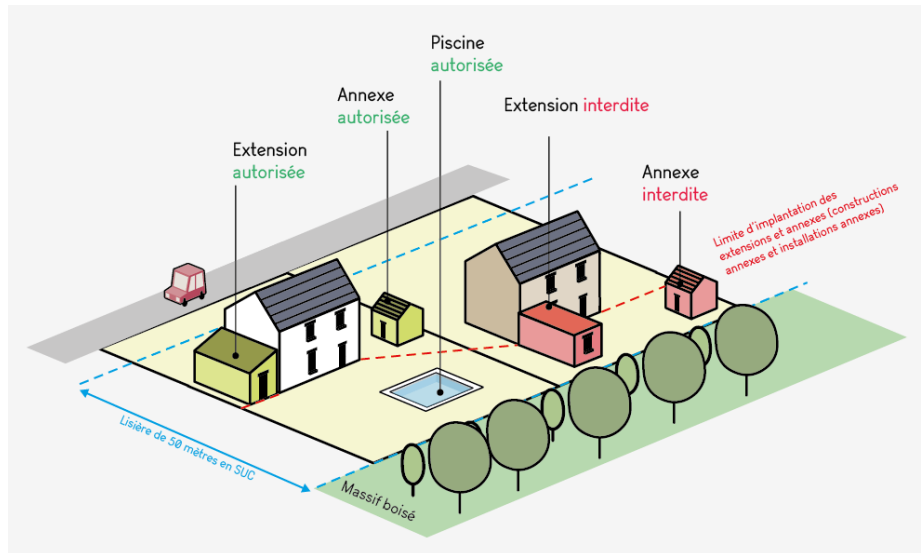 Piscine
autorisée
Annexe
autorisée
Extension interdite
Extension
autorisée
Annexe
interdite
Limite d'implantation des
extensions et annexes (constructions
annexes et installations annexes)
Lisière de 50 mètres en SUC
Massif boisé